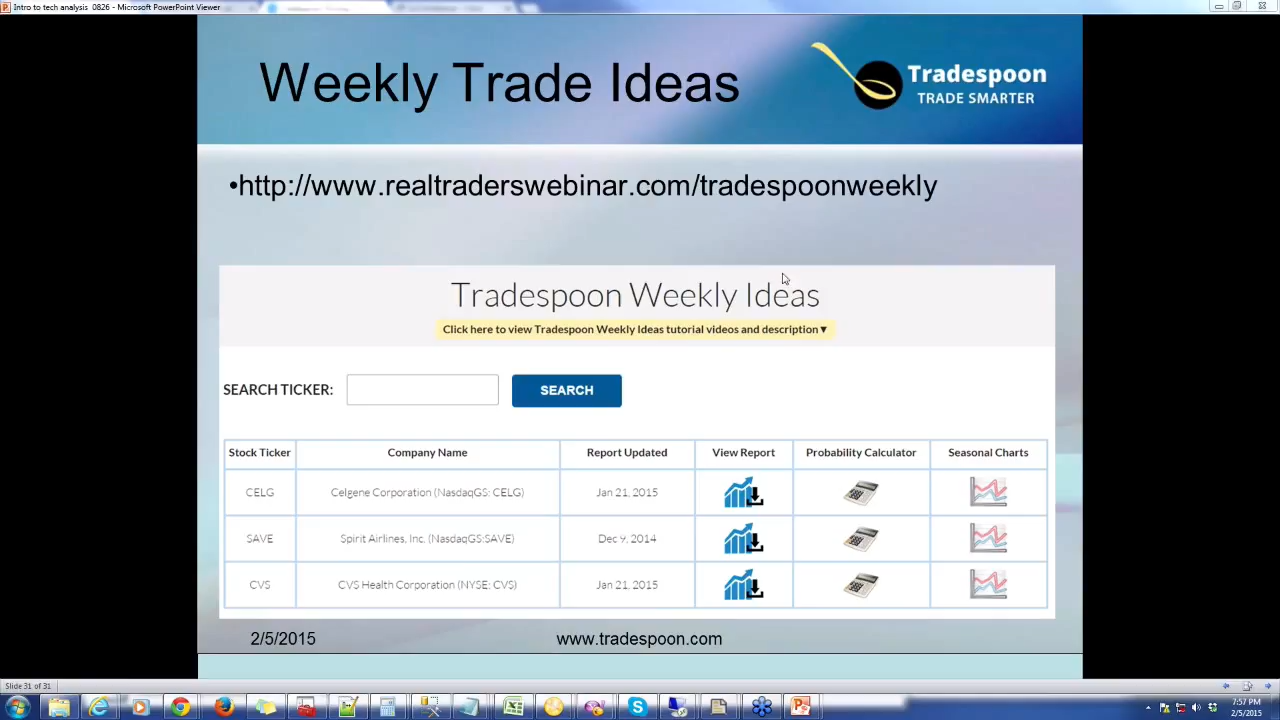 Intro to tech analysis 0826 - Microsoft PowerPoint Viewer
Weekly Trade Ideas
Tradespoon
TRADE SMARTER
•http://www.realtraderswebinar.com/tradespoonweekly
Tradespoon Weekly Ideas
Click here to view Tradespoon Weekly Ideas tutorial videos and description ▾
SEARCH TICKER: SEARCH
Stock Ticker Company Name Report Updated View Report Probability Calculator Seasonal Charts
CELG Celgene Corporation (NasdaqGS: CELG) Jan 21, 2015
SAVE Spirit Airlines, Inc. (NasdaqGS:SAVE) Dec 9, 2014
CVS CVS Health Corporation (NYSE: CVS) Jan 21, 2015
2/5/2015 www.tradespoon.com
Slide 31 of 31
7:57 PM
2/5/2015